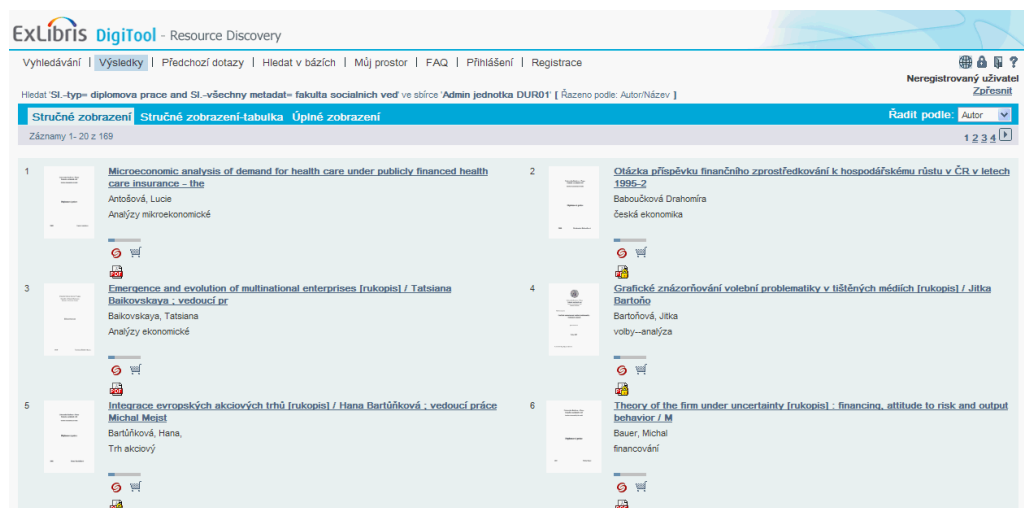 ExLibris DigiTool - Resource Discovery
Vyhledávání | Výsledky | Předchozí dotazy | Hledat v bázích | Můj prostor | FAQ | Přihlášení | Registrace
Neregistrovaný uživatel
Hledat 'Sl.-typ= diplomova prace and Sl.-všechny metadat= fakulta socialnich ved' ve sbírce 'Admin jednotka DUR01' [ Řazeno podle: Autor/Název ]
Zpřesnit
Stručné zobrazení Stručné zobrazení-tabulka Úplné zobrazení
Řadit podle: Autor
Záznamy 1- 20 z 169
1 2 3 4
1
Microeconomic analysis of demand for health care under publicly financed health
care insurance – the
Antošová, Lucie
Analýzy mikroekonomické
PDF
2
Otázka příspěvku finančního zprostředkování k hospodářskému růstu v ČR v letech
1995-2
Baboučková Drahomíra
česká ekonomika
3
Emergence and evolution of multinational enterprises [rukopis] / Tatsiana
Baikovskaya ; vedoucí pr
Baikovskaya, Tatsiana
Analýzy ekonomické
PDF
4
Grafické znázorňování volební problematiky v tištěných médiích [rukopis] / Jitka
Bartoňo
Bartoňová, Jitka
volby--analýza
5
Integrace evropských akciových trhů [rukopis] / Hana Bartůňková ; vedoucí práce
Michal Mejst
Bartůňková, Hana,
Trh akciový
6
Theory of the firm under uncertainty [rukopis] : financing, attitude to risk and output
behavior / M
Bauer, Michal
financování